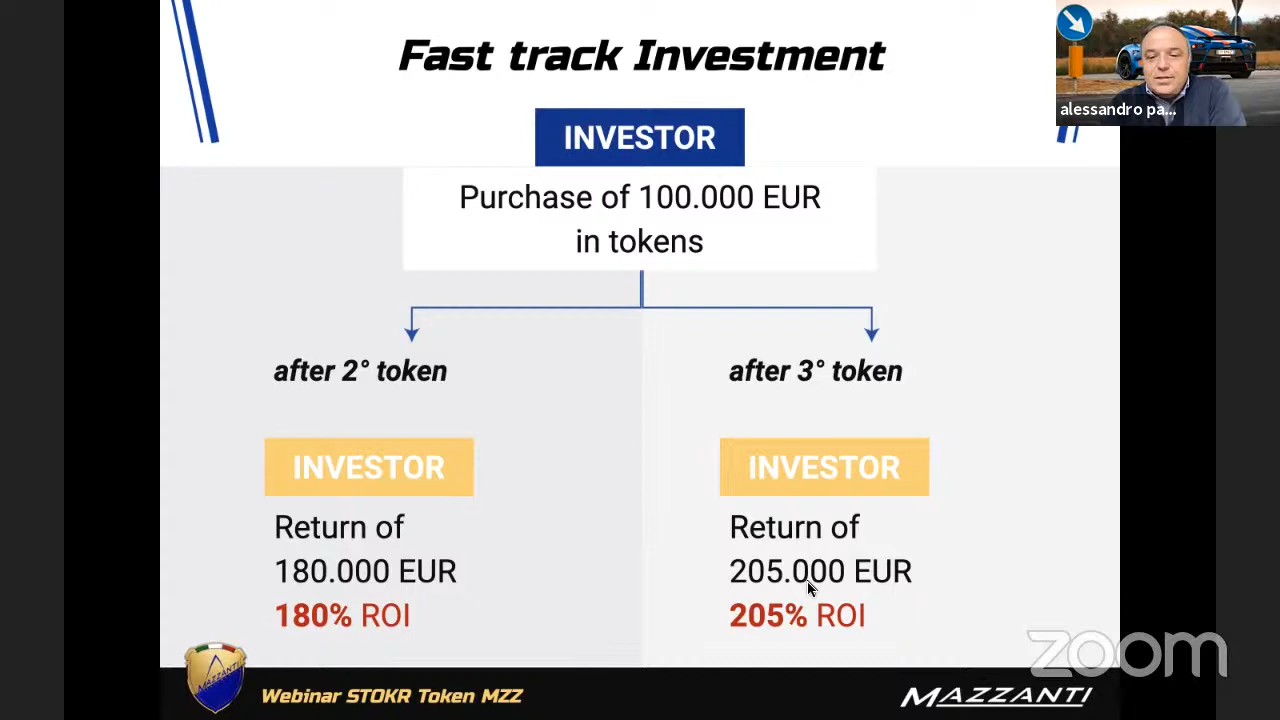 Fast track Investment
alessandro pa...
INVESTOR
Purchase of 100.000 EUR
in tokens
after 2° token
after 3° token
INVESTOR
Return of
180.000 EUR
180% ROI
INVESTOR
Return of
205.000 EUR
205% ROI
zoom
MAZZANTI
Webinar STOKR Token MZZ
MAZZANTI